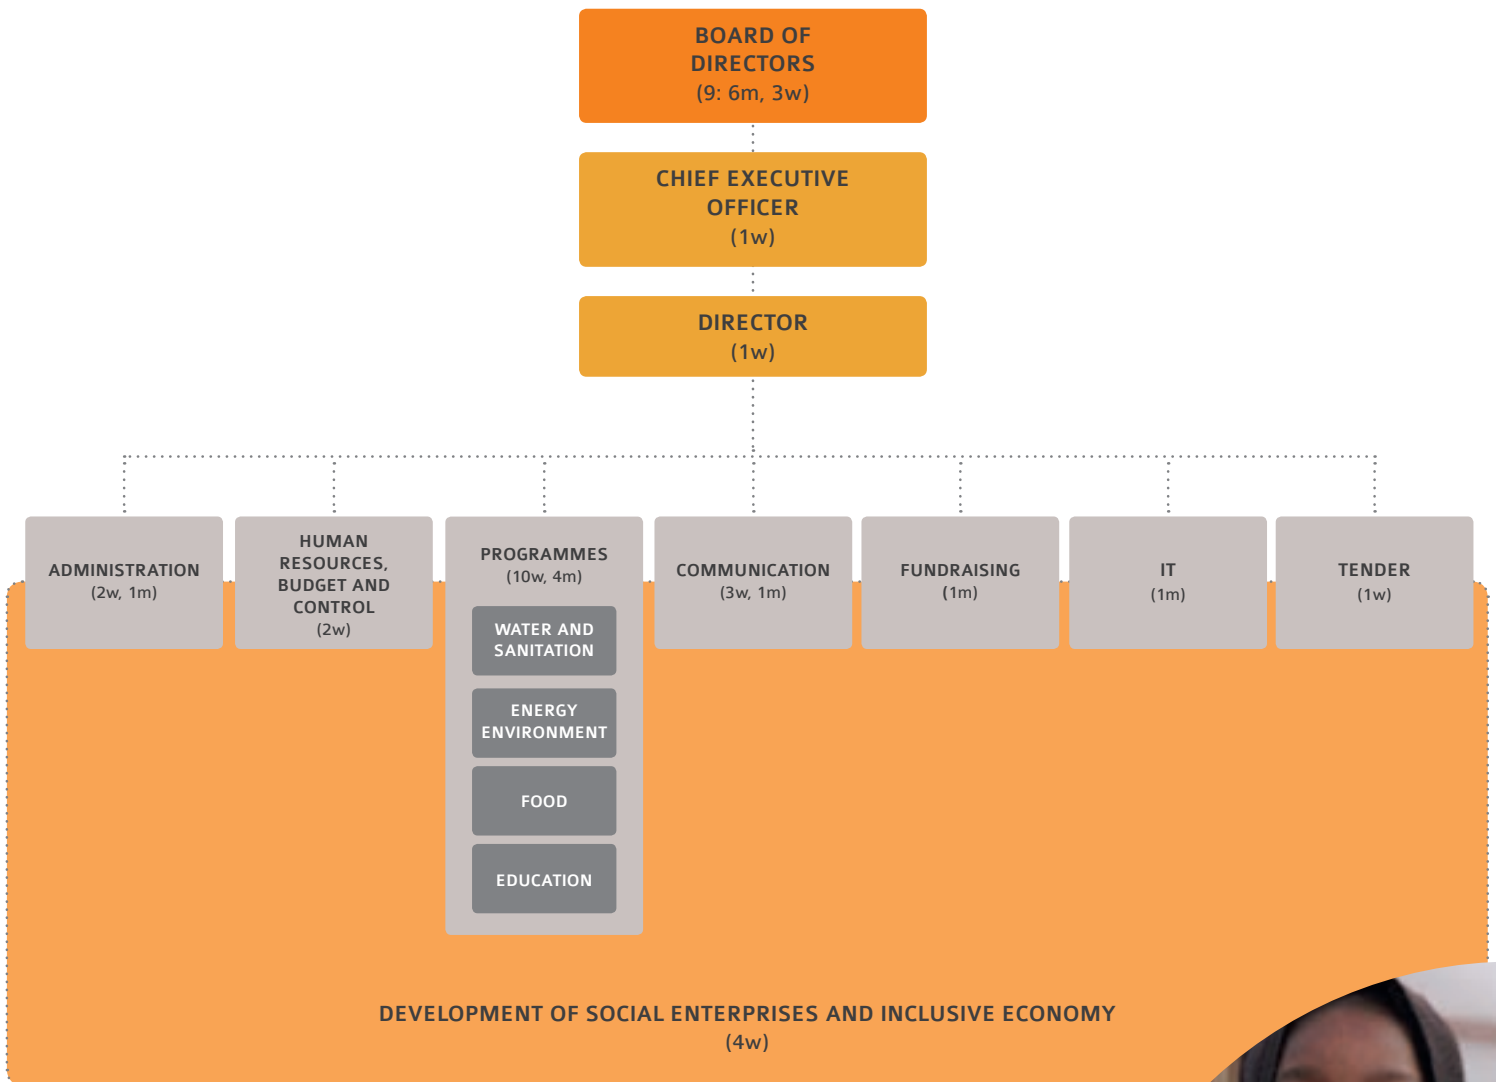 BOARD OF
DIRECTORS
(9: 6m, 3w)
CHIEF EXECUTIVE
OFFICER
(1w)
DIRECTOR
(1w)
ADMINISTRATION
(2w, 1m)
HUMAN
RESOURCES,
BUDGET AND
CONTROL
(2w)
PROGRAMMES
(10w, 4m)
WATER AND
SANITATION
ENERGY
ENVIRONMENT
FOOD
EDUCATION
COMMUNICATION
(3w, 1m)
FUNDRAISING
(1m)
IT
(1m)
TENDER
(1w)
DEVELOPMENT OF SOCIAL ENTERPRISES AND INCLUSIVE ECONOMY
(4w)